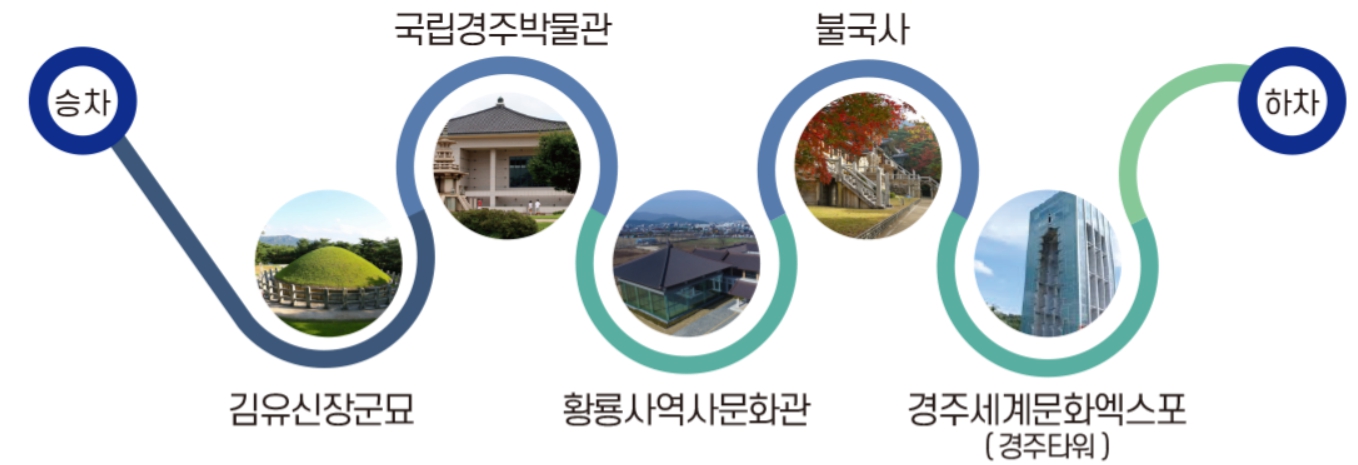 승차
김유신장군묘
국립경주박물관
황룡사역사문화관
불국사
경주세계문화엑스포
(경주타워)
하차